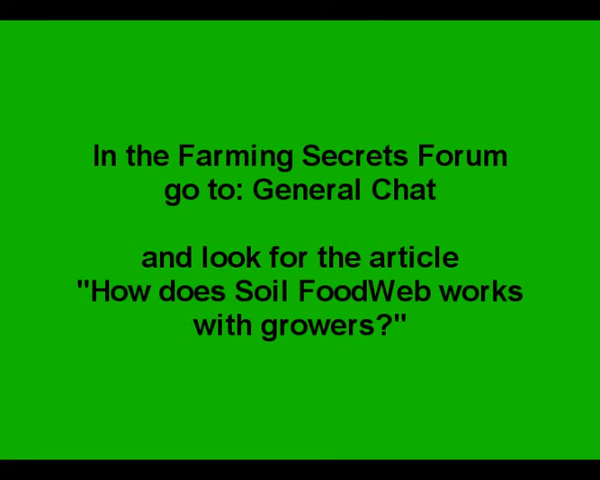 In the Farming Secrets Forum
go to: General Chat
and look for the article
"How does Soil FoodWeb works
with growers?"